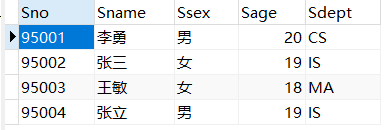 Sno Sname Ssex Sage Sdept
95001 李勇 男 20 CS
95002 张三 女 19 IS
95003 王敏 女 18 MA
95004 张立 男 19 IS